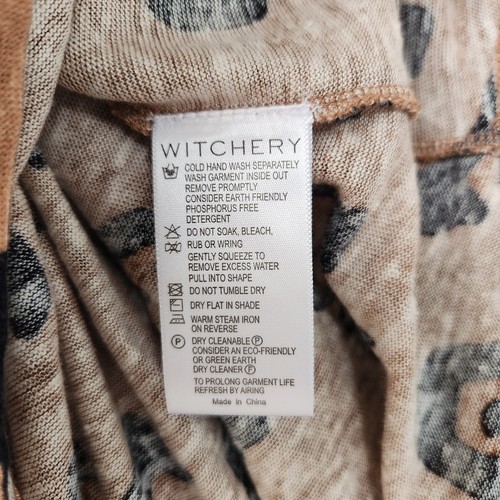 WITCHERY
COLD HAND WASH SEPARATELY
WASH GARMENT INSIDE OUT
REMOVE PROMPTLY
CONSIDER EARTH FRIENDLY
PHOSPHORUS FREE
DETERGENT
DO NOT SOAK, BLEACH,
RUB OR WRING
GENTLY SQUEEZE TO
REMOVE EXCESS WATER
PULL INTO SHAPE
DO NOT TUMBLE DRY
DRY FLAT IN SHADE
WARM STEAM IRON
ON REVERSE
Ⓟ DRY CLEANABLE Ⓟ
CONSIDER AN ECO-FRIENDLY
OR GREEN EARTH
Ⓕ DRY CLEANER Ⓕ
TO PROLONG GARMENT LIFE
REFRESH BY AIRING
Made in China